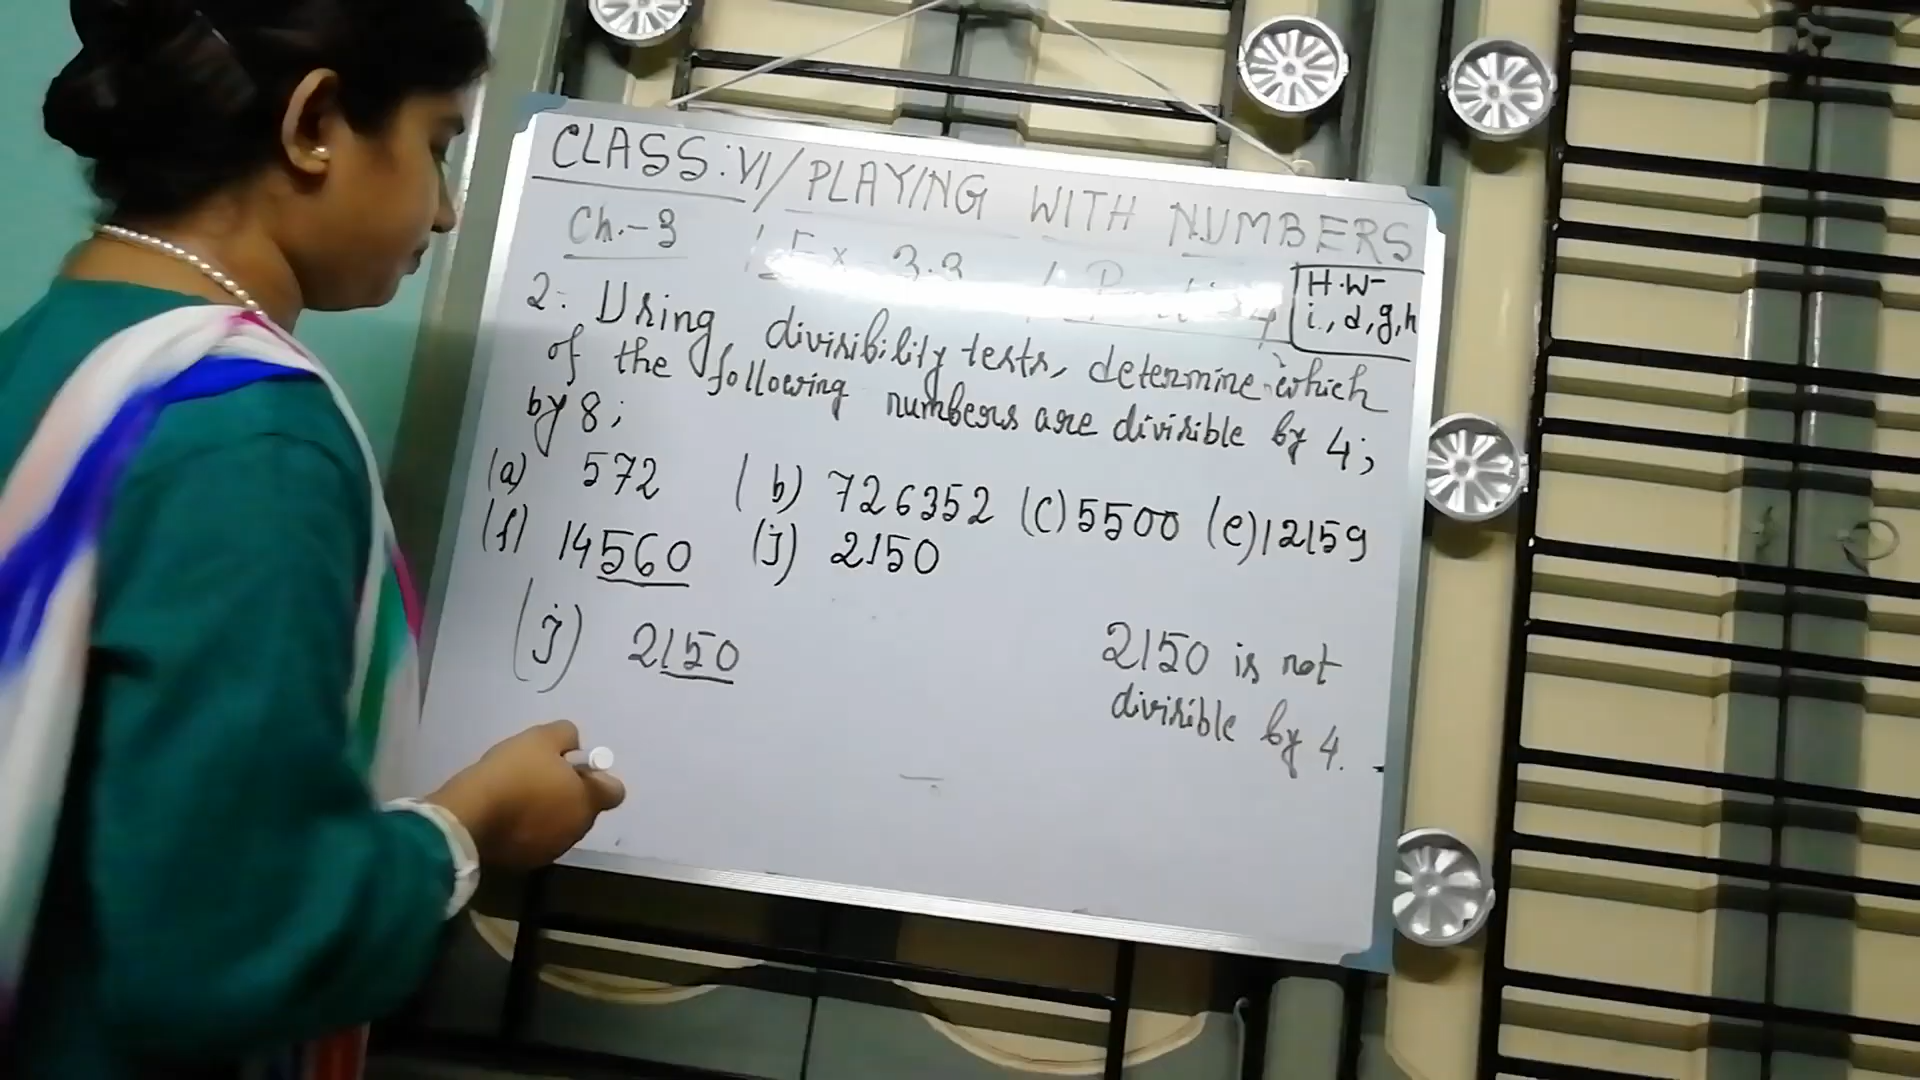 CLASS:VI/PLAYING WITH NUMBERS
Ch.-3 / Ex 3.3 /
H.W-
i., d, g, h
2. Using divisibility tests, determine which
of the following numbers are divisible by 4;
by 8;
(a) 572 (b) 726352 (c) 5500 (e) 12159
(f) 14560 (j) 2150
(j) 2150
2150 is not
divisible by 4.